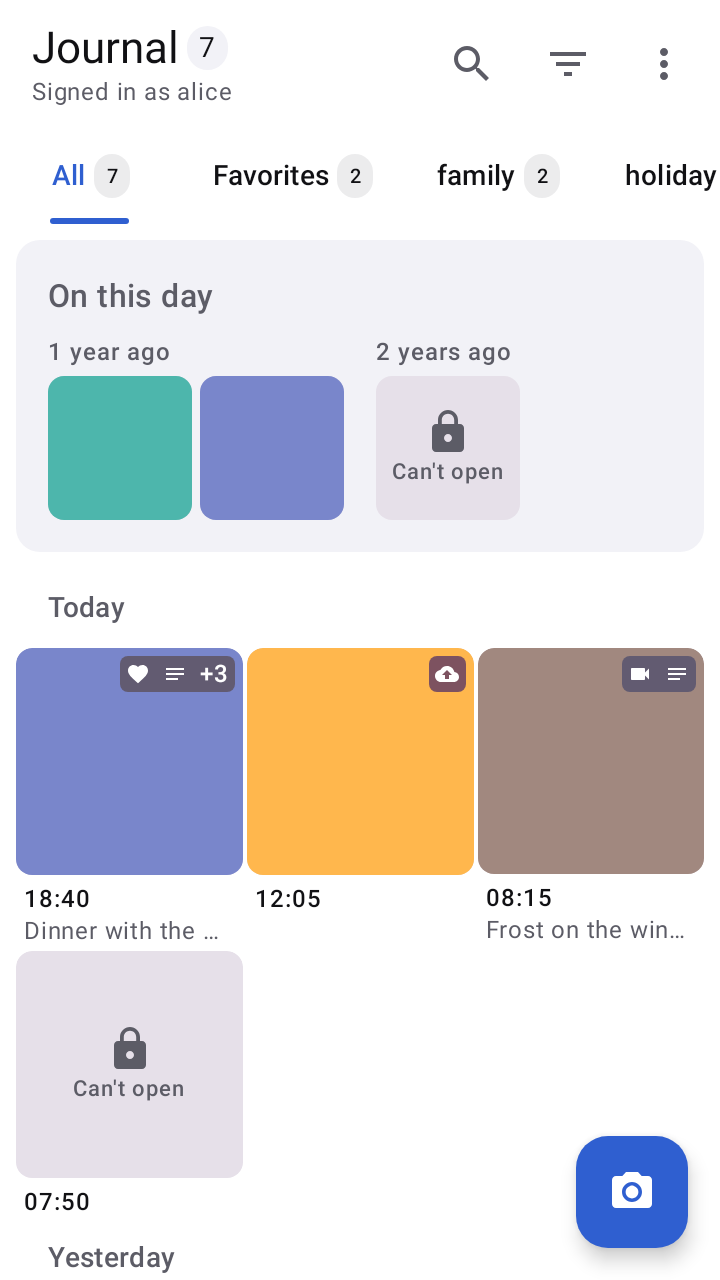 Journal 7
Signed in as alice
All 7 Favorites 2 family 2 holiday
On this day
1 year ago 2 years ago
Can't open
Today
+3
18:40 12:05 08:15
Dinner with the … Frost on the win…
Can't open
07:50
Yesterday